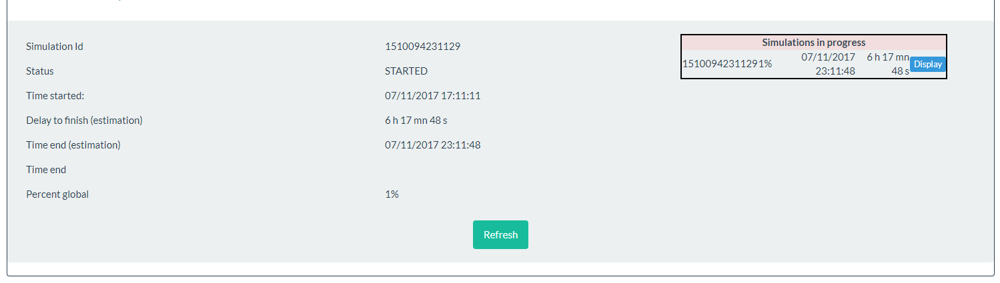 Simulation Id 1510094231129
Status STARTED
Time started: 07/11/2017 17:11:11
Delay to finish (estimation) 6 h 17 mn 48 s
Time end (estimation) 07/11/2017 23:11:48
Time end
Percent global 1%
Refresh
Simulations in progress
15100942311291% 07/11/2017 6 h 17 mn Display
23:11:48 48 s